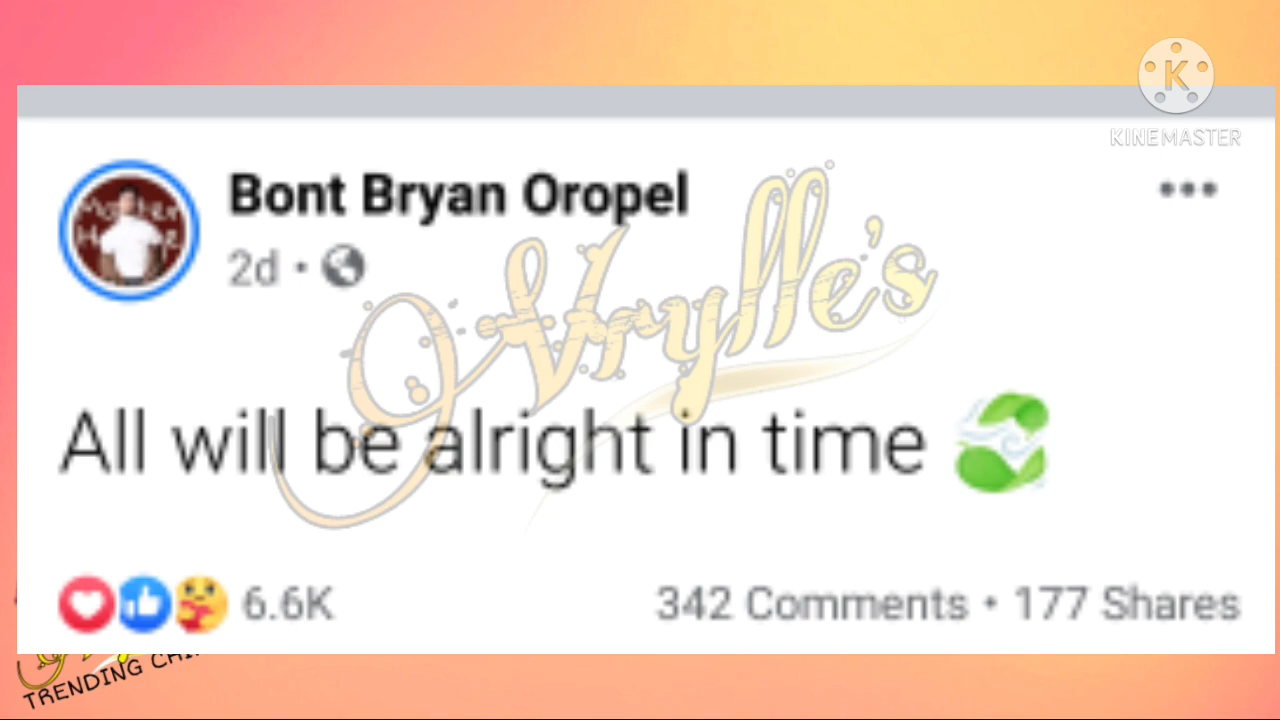 K
KINEMASTER
Bont Bryan Oropel
2d •
Vrylle's
All will be alright in time
6.6K 342 Comments • 177 Shares
TRENDING